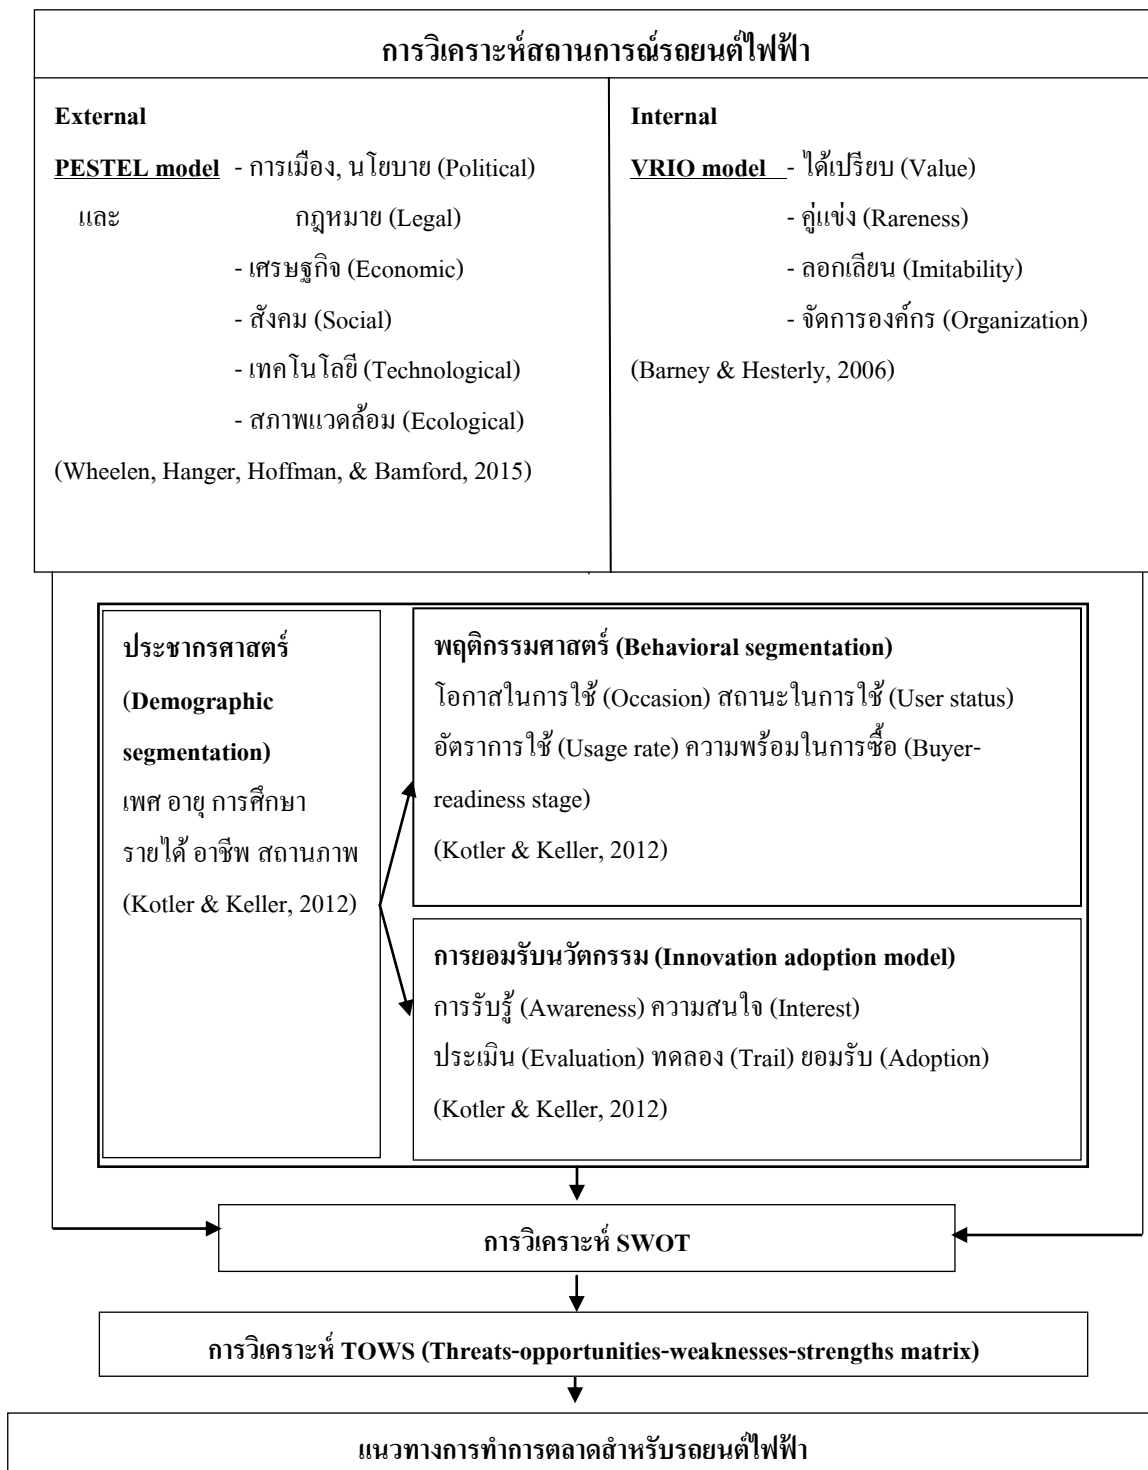 การวิเคราะห์สถานการณ์รถยนต์ไฟฟ้า
External
PESTEL model - การเมือง, นโยบาย (Political)
และ กฎหมาย (Legal)
- เศรษฐกิจ (Economic)
- สังคม (Social)
- เทคโนโลยี (Technological)
- สภาพแวดล้อม (Ecological)
(Wheelen, Hanger, Hoffman, & Bamford, 2015)
Internal
VRIO model - ได้เปรียบ (Value)
- คู่แข่ง (Rareness)
- ลอกเลียน (Imitability)
- จัดการองค์กร (Organization)
(Barney & Hesterly, 2006)
ประชากรศาสตร์
(Demographic
segmentation)
เพศ อายุ การศึกษา
รายได้ อาชีพ สถานภาพ
(Kotler & Keller, 2012)
พฤติกรรมศาสตร์ (Behavioral segmentation)
โอกาสในการใช้ (Occasion) สถานะในการใช้ (User status)
อัตราการใช้ (Usage rate) ความพร้อมในการซื้อ (Buyer-
readiness stage)
(Kotler & Keller, 2012)
การยอมรับนวัตกรรม (Innovation adoption model)
การรับรู้ (Awareness) ความสนใจ (Interest)
ประเมิน (Evaluation) ทดลอง (Trail) ยอมรับ (Adoption)
(Kotler & Keller, 2012)
การวิเคราะห์ SWOT
การวิเคราะห์ TOWS (Threats-opportunities-weaknesses-strengths matrix)
แนวทางการทำการตลาดสำหรับรถยนต์ไฟฟ้า